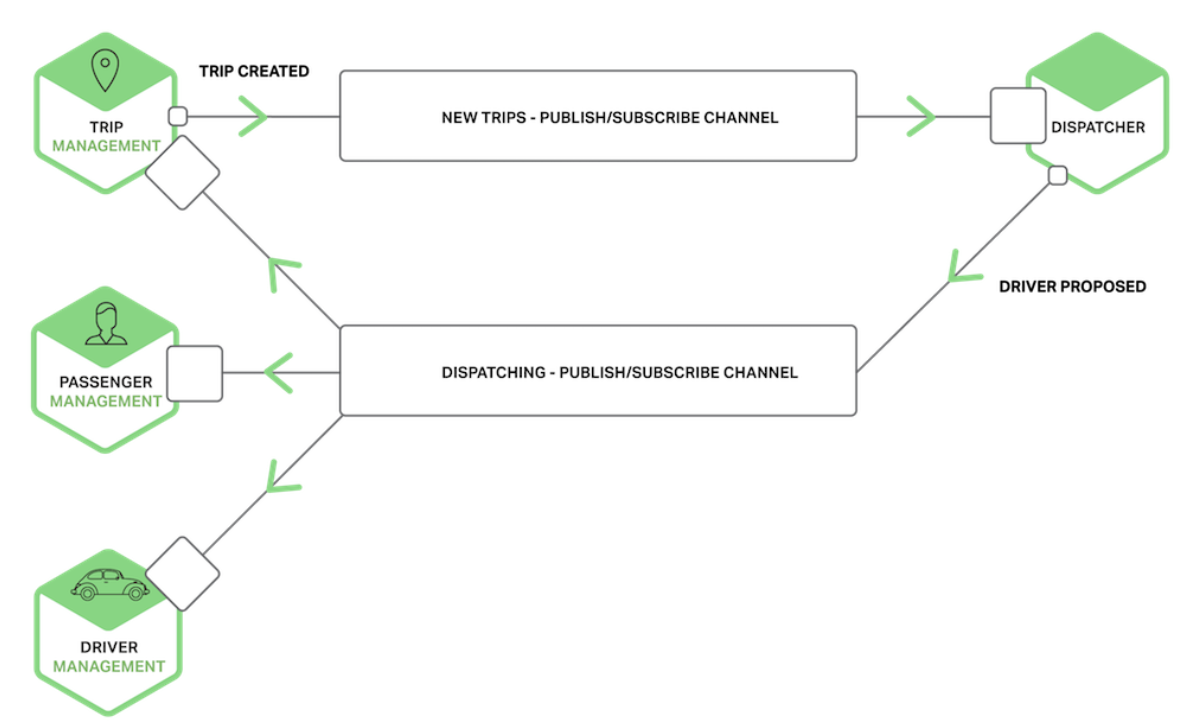 TRIP CREATED
TRIP
MANAGEMENT
NEW TRIPS - PUBLISH/SUBSCRIBE CHANNEL
DISPATCHER
DRIVER PROPOSED
PASSENGER
MANAGEMENT
DISPATCHING - PUBLISH/SUBSCRIBE CHANNEL
DRIVER
MANAGEMENT